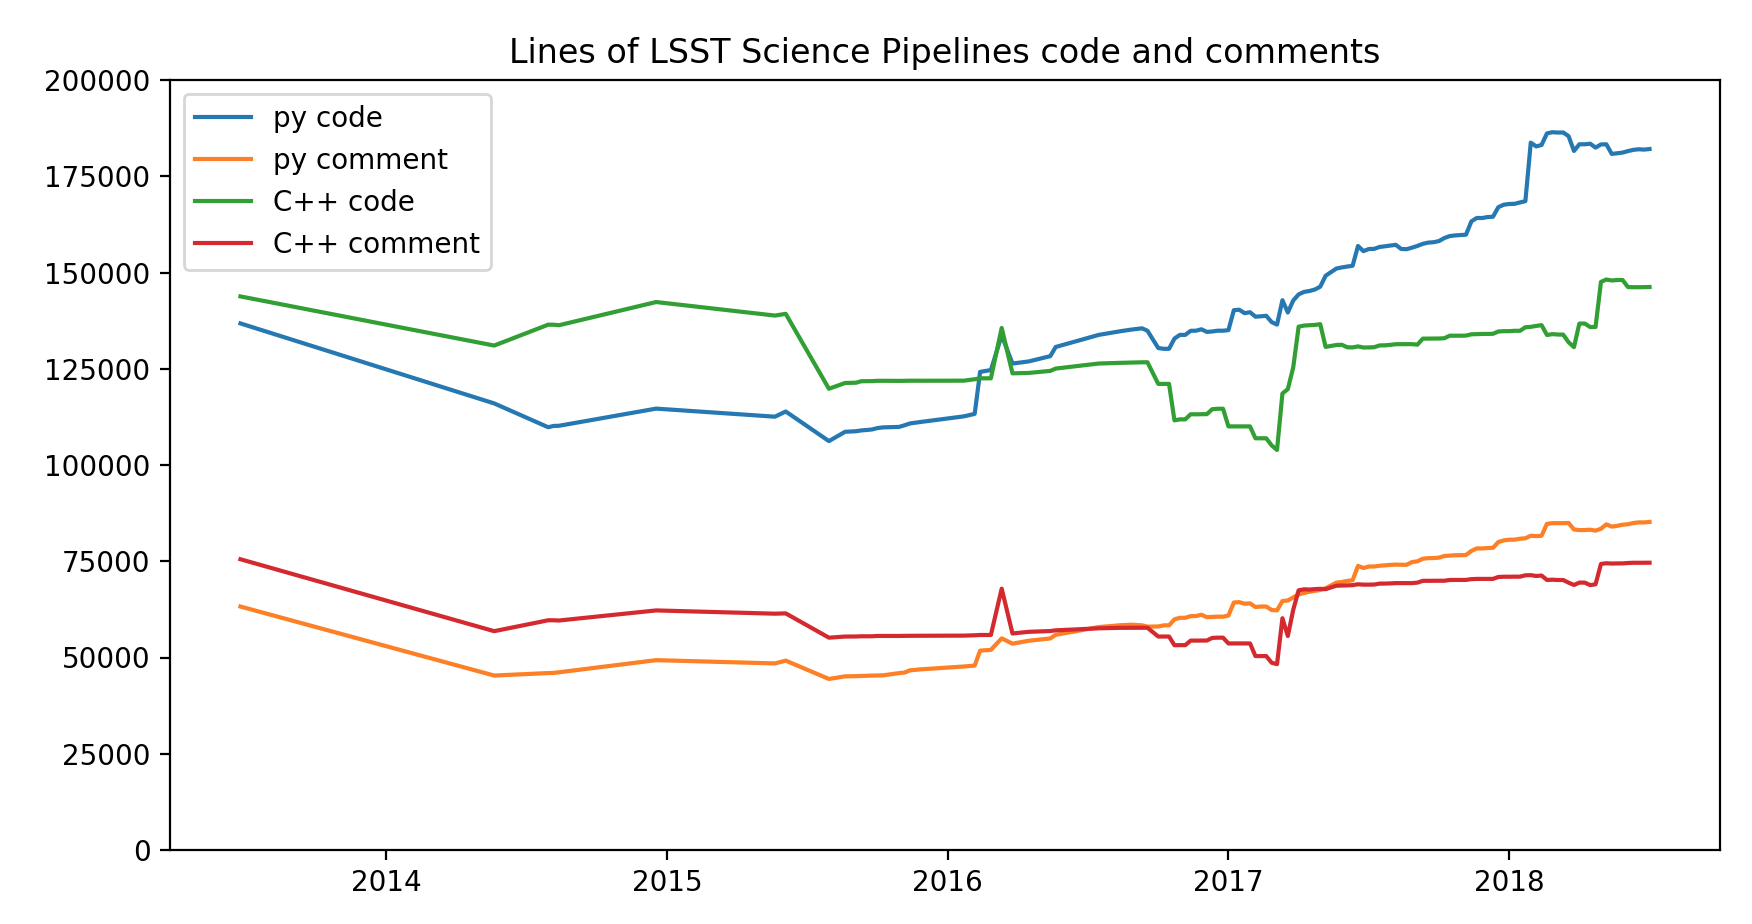 Lines of LSST Science Pipelines code and comments
200000
175000
150000
125000
100000
75000
50000
25000
0
py code
py comment
C++ code
C++ comment
2014 2015 2016 2017 2018